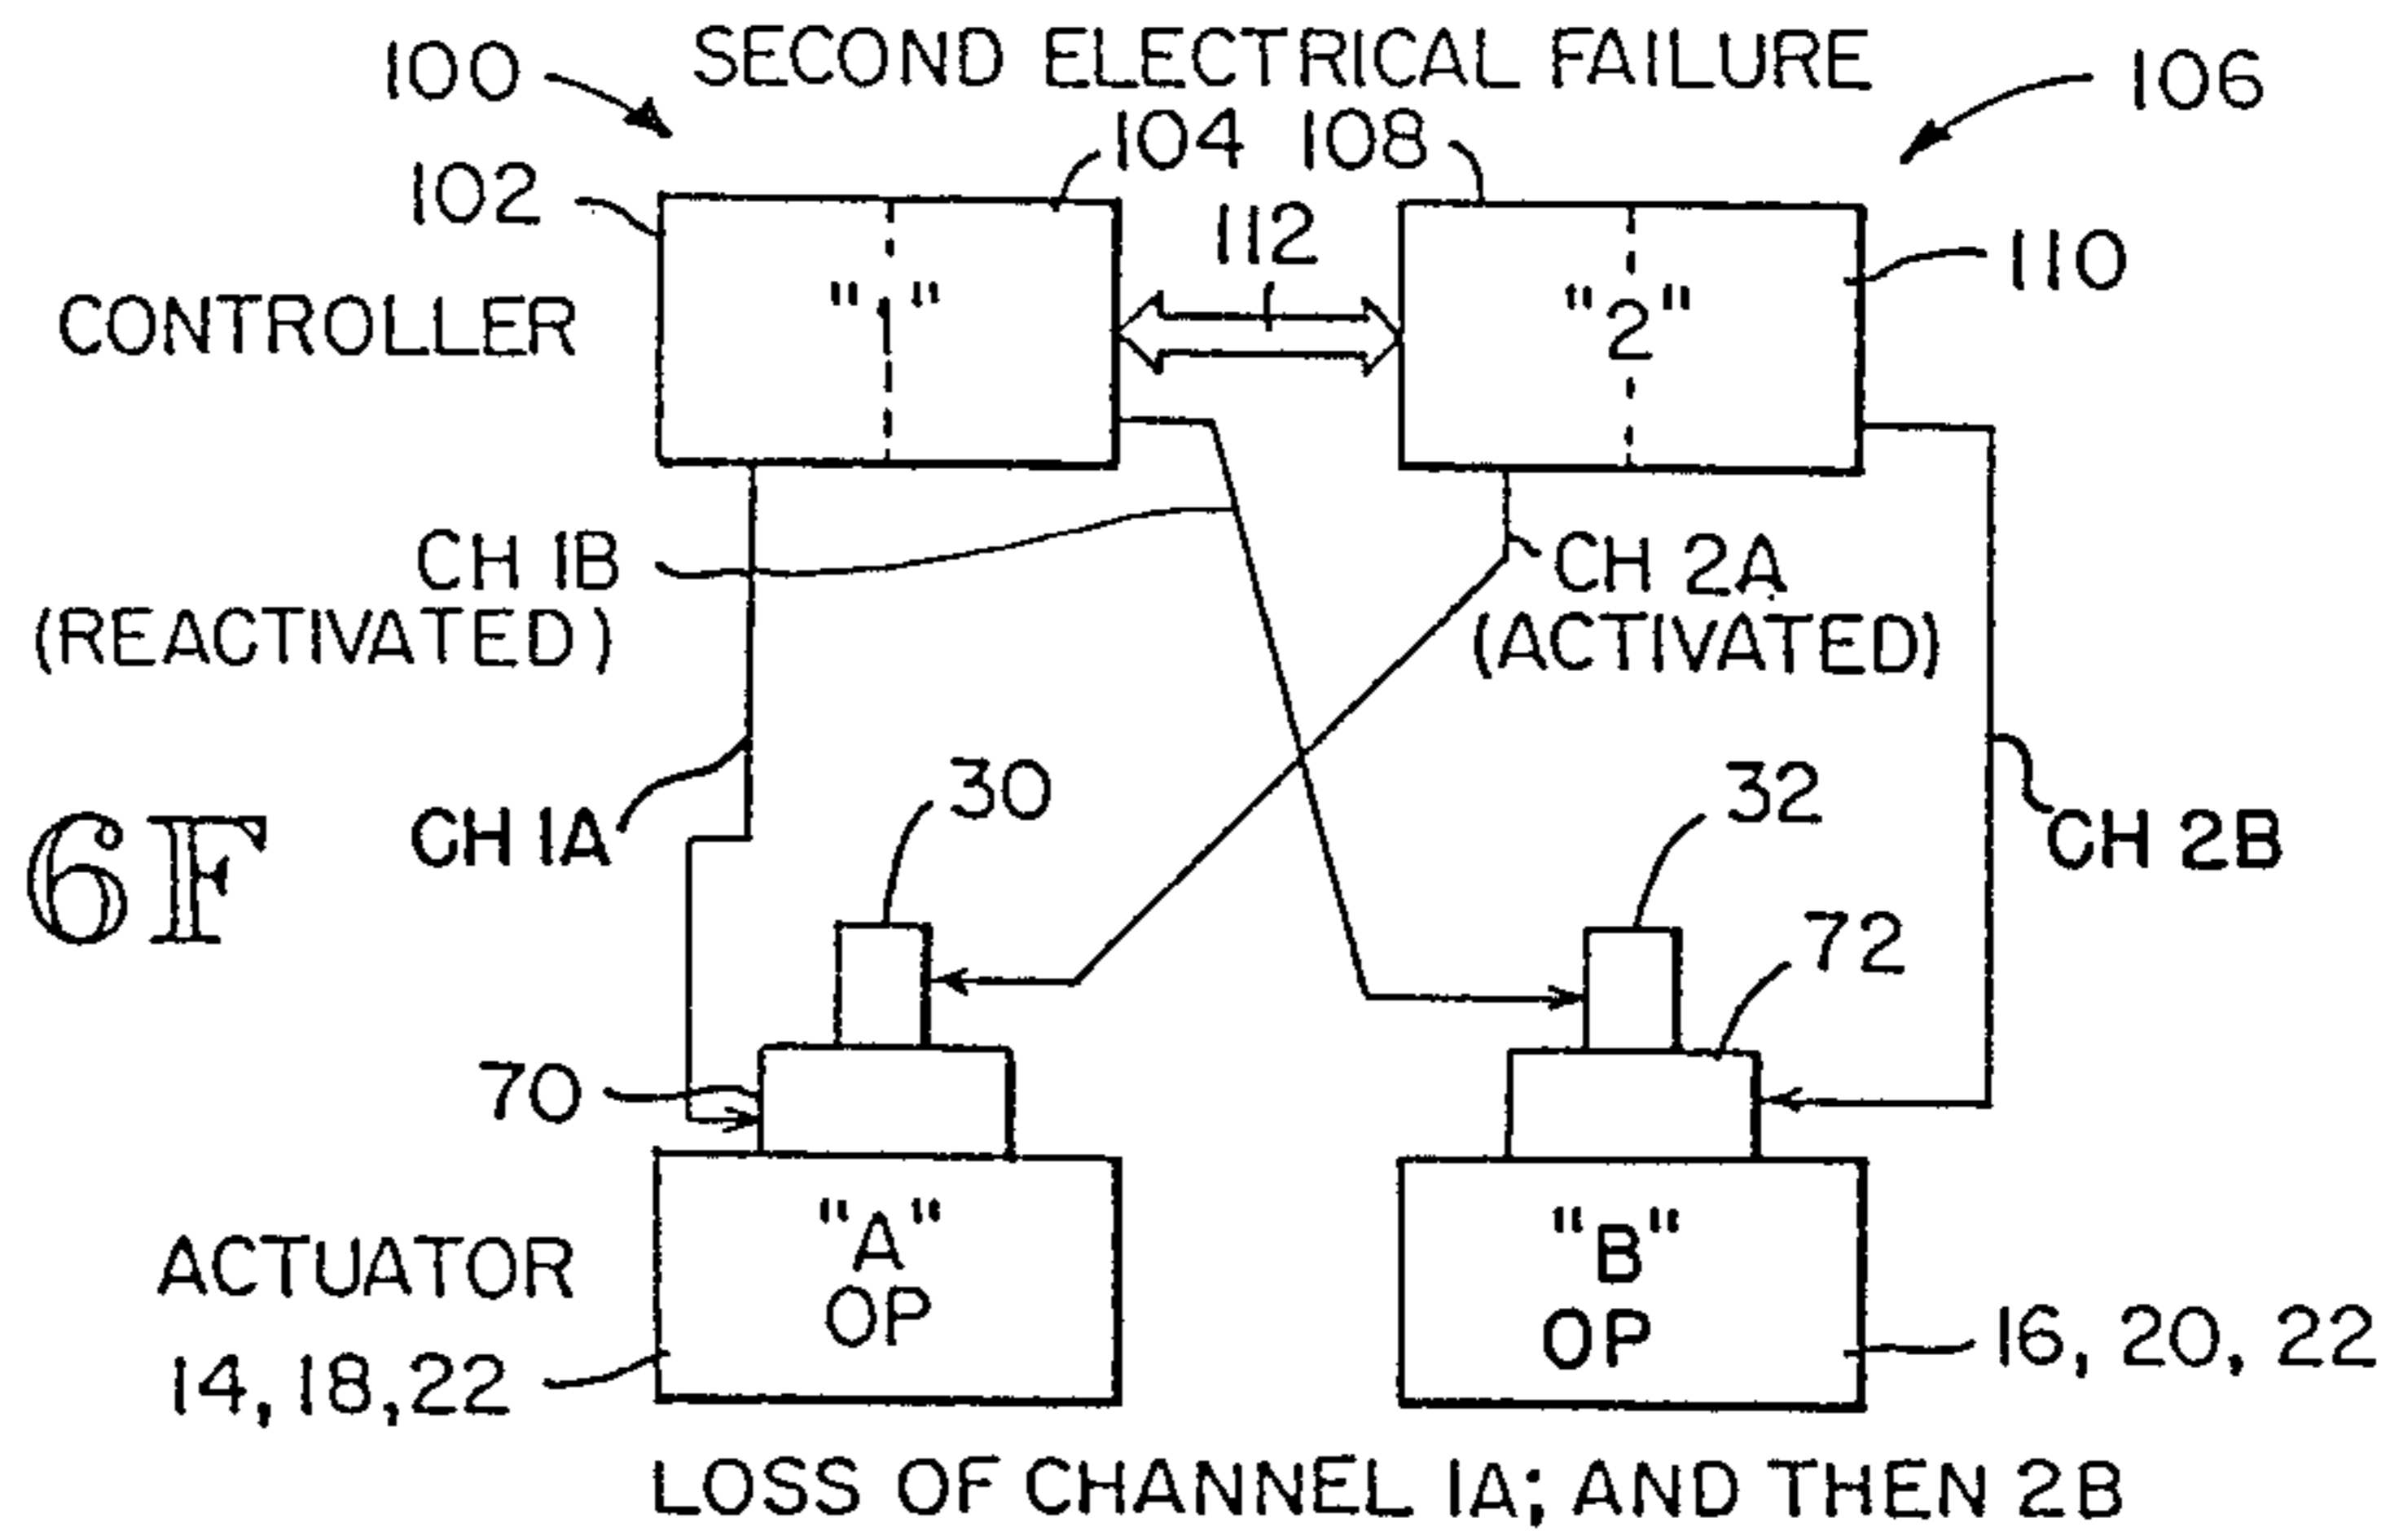 100 SECOND ELECTRICAL FAILURE 106
104 108
102 112
110
CONTROLLER "1" "2"
CH 1B CH 2A
(REACTIVATED) (ACTIVATED)
30 32
6F CH 1A CH 2B
72
70
"A" "B"
ACTUATOR OP OP
14, 18, 22 16, 20, 22
LOSS OF CHANNEL 1A; AND THEN 2B